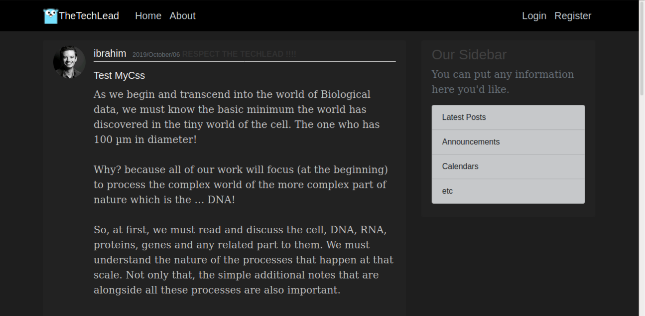 TheTechLead Home About Login Register
ibrahim 2019/October/06 RESPECT THE TECHLEAD !!!!
Test MyCss
As we begin and transcend into the world of Biological
data, we must know the basic minimum the world has
discovered in the tiny world of the cell. The one who has
100 µm in diameter!
Why? because all of our work will focus (at the beginning)
to process the complex world of the more complex part of
nature which is the ... DNA!
So, at first, we must read and discuss the cell, DNA, RNA,
proteins, genes and any related part to them. We must
understand the nature of the processes that happen at that
scale. Not only that, the simple additional notes that are
alongside all these processes are also important.
Our Sidebar
You can put any information
here you'd like.
Latest Posts
Announcements
Calendars
etc